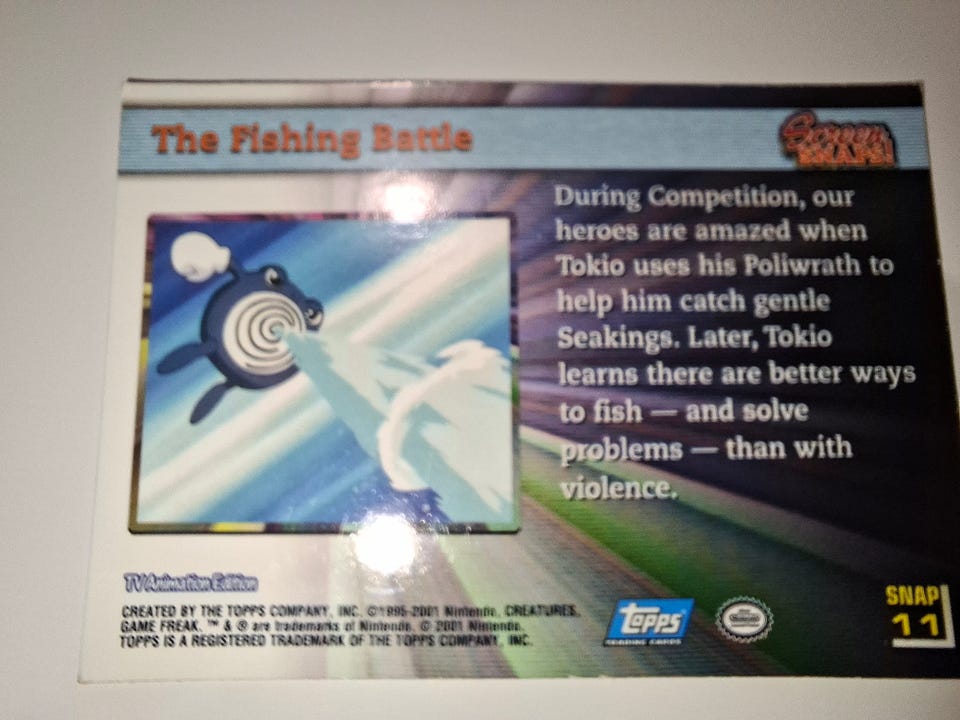 The Fishing Battle
Screen
SNAPS!
During Competition, our
heroes are amazed when
Tokio uses his Poliwrath to
help him catch gentle
Seakings. Later, Tokio
learns there are better ways
to fish — and solve
problems — than with
violence.
TV Animation Edition
CREATED BY THE TOPPS COMPANY, INC. ©1995-2001 Nintendo, CREATURES,
GAME FREAK. ™ & ® are trademarks of Nintendo. © 2001 Nintendo.
TOPPS IS A REGISTERED TRADEMARK OF THE TOPPS COMPANY, INC.
topps
TRADING CARDS
SNAP
11